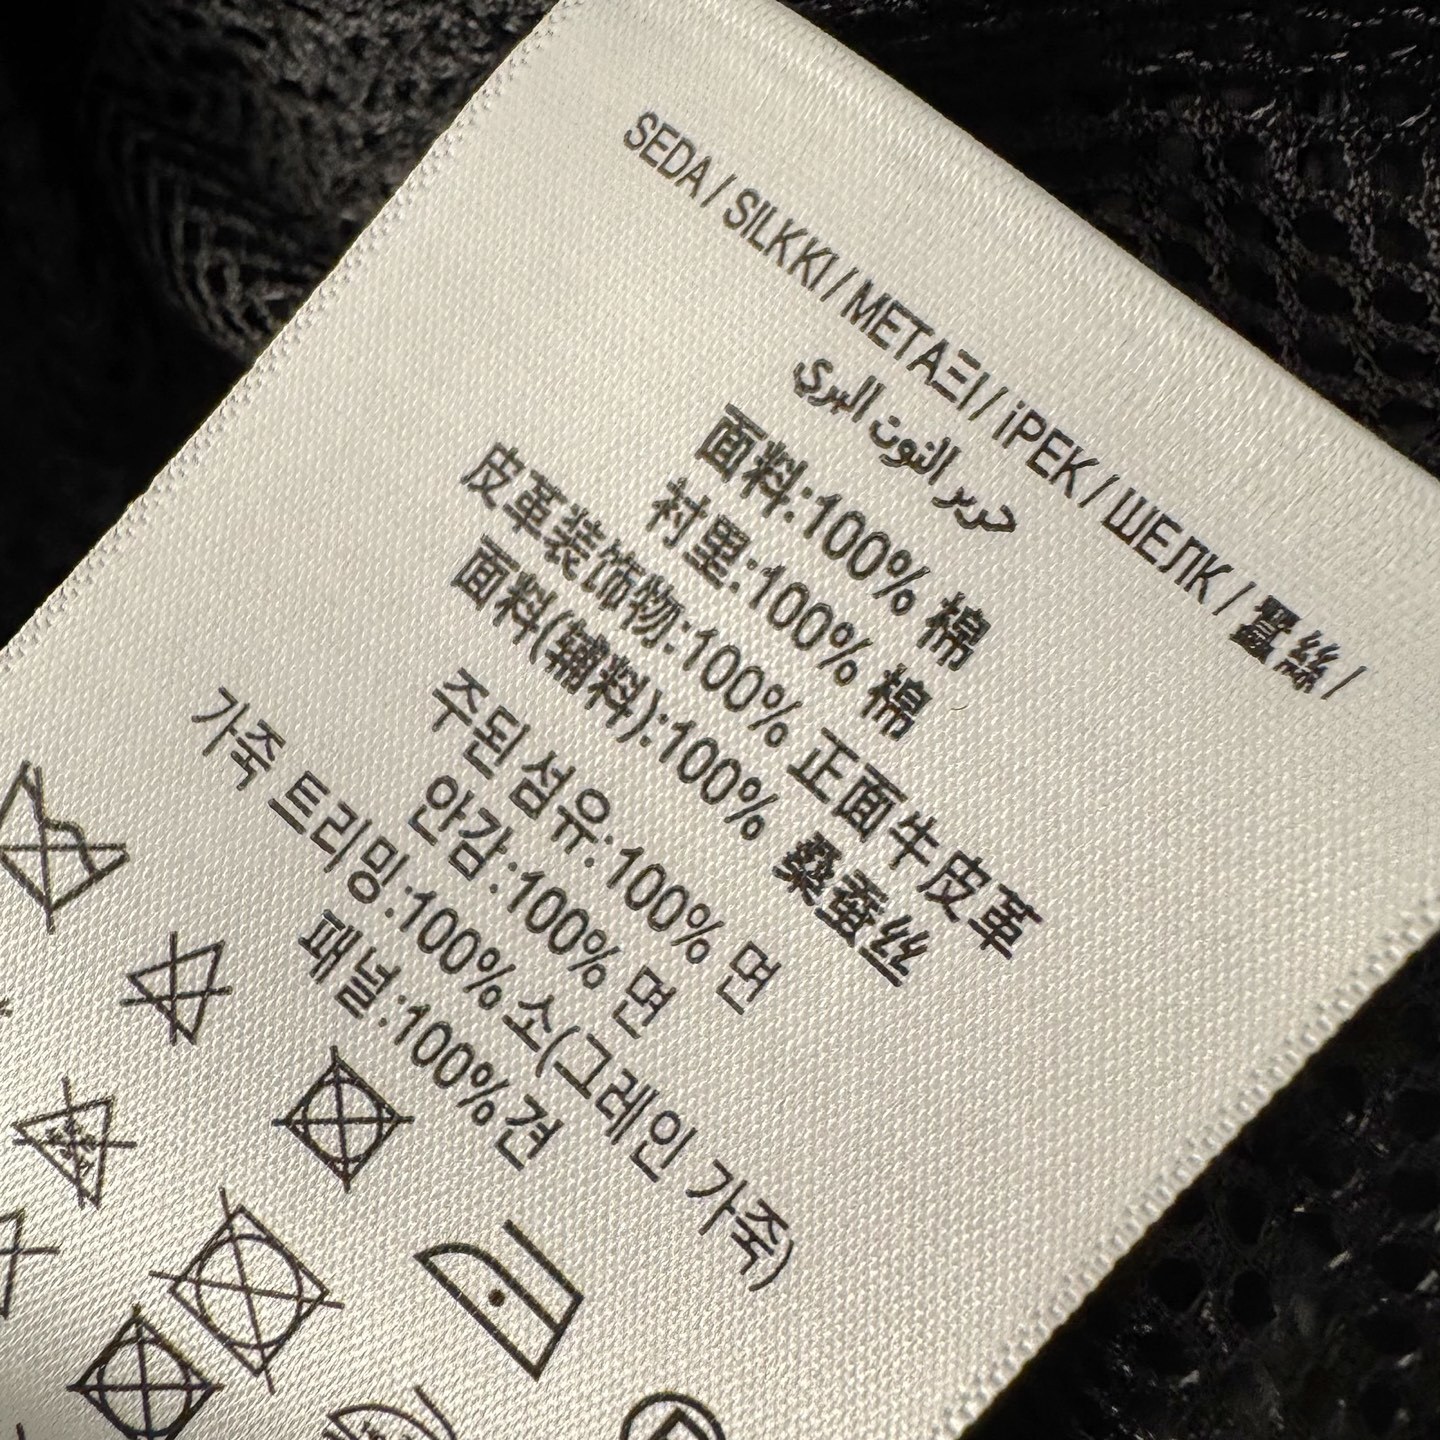 SEDA / SILKKI / METAΞI / iPEK / ШЕЛК / 蠶絲 /
حرير التوت البري
面料:100% 棉
衬里:100% 棉
皮革装饰物:100% 正面牛皮革
面料(辅料):100% 桑蚕丝
주된 섬유:100% 면
안감:100% 면
가죽 트리밍:100% 소(그레인 가죽)
패널:100% 견